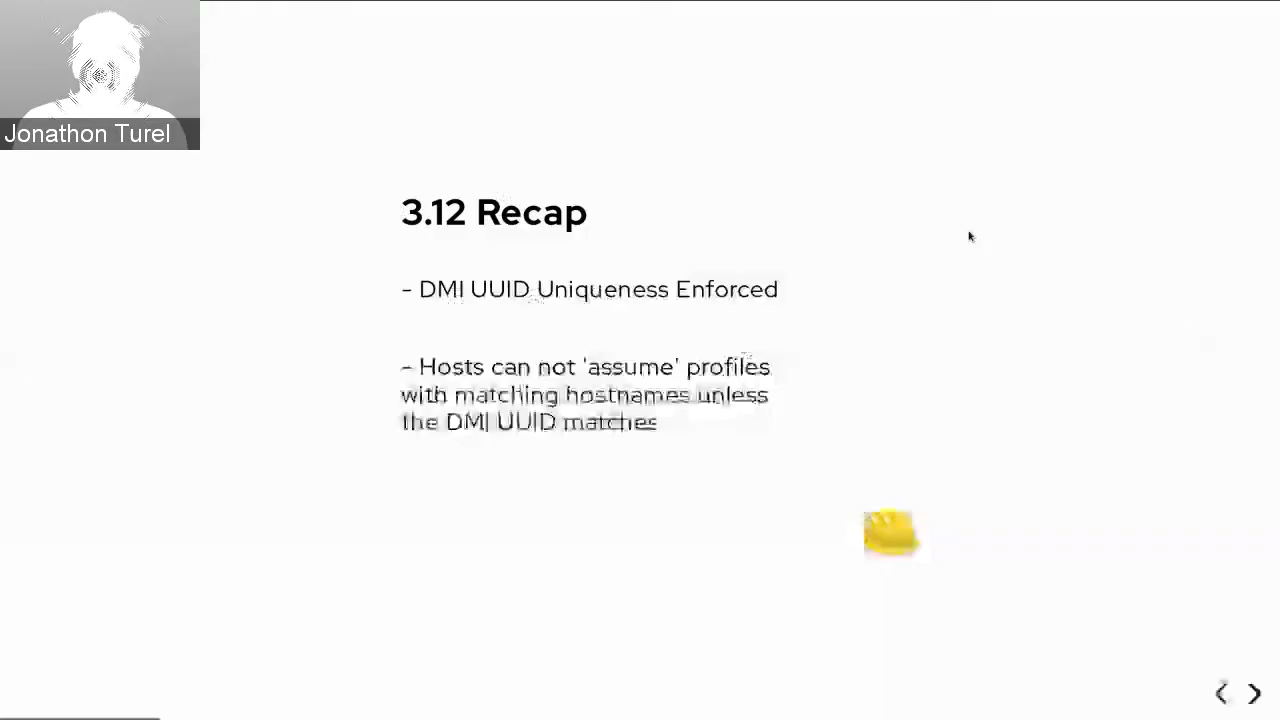 Jonathon Turel
3.12 Recap
- DMI UUID Uniqueness Enforced
- Hosts can not 'assume' profiles
with matching hostnames unless
the DMI UUID matches